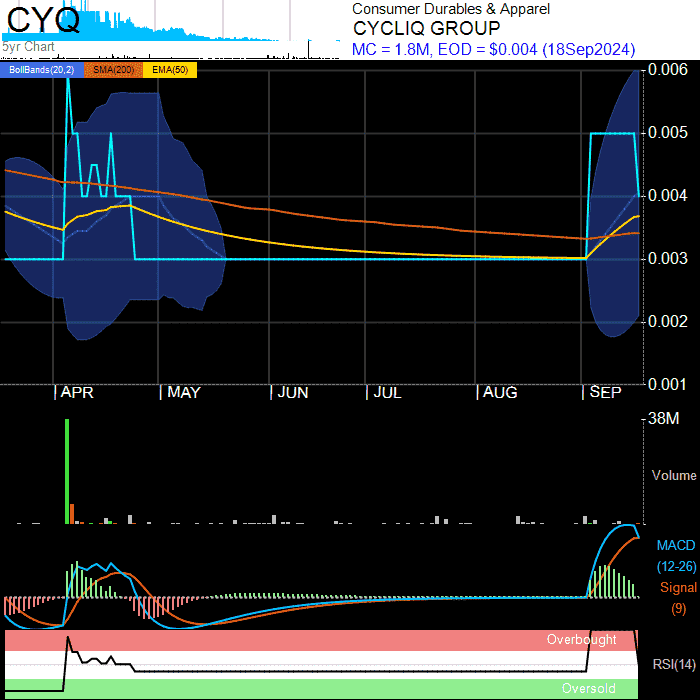 CYQ
5yr Chart
Consumer Durables & Apparel
CYCLIQ GROUP
MC = 1.8M, EOD = $0.004 (18Sep2024)
BollBands(20,2) SMA(200) EMA(50)
0.006
0.005
0.004
0.003
0.002
0.001
APR MAY JUN JUL AUG SEP
38M
Volume
MACD
(12-26)
Signal
(9)
Overbought
RSI(14)
Oversold